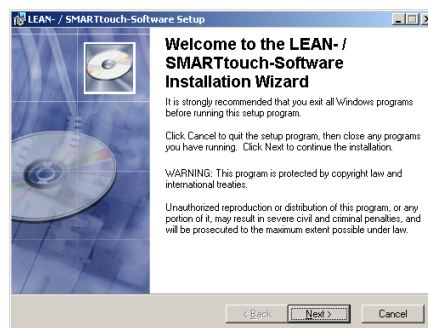 LEAN- / SMARTtouch-Software Setup
Welcome to the LEAN- /
SMARTtouch-Software
Installation Wizard
It is strongly recommended that you exit all Windows programs
before running this setup program.
Click Cancel to quit the setup program, then close any programs
you have running. Click Next to continue the installation.
WARNING: This program is protected by copyright law and
international treaties.
Unauthorized reproduction or distribution of this program, or any
portion of it, may result in severe civil and criminal penalties, and
will be prosecuted to the maximum extent possible under law.
< Back
Next >
Cancel